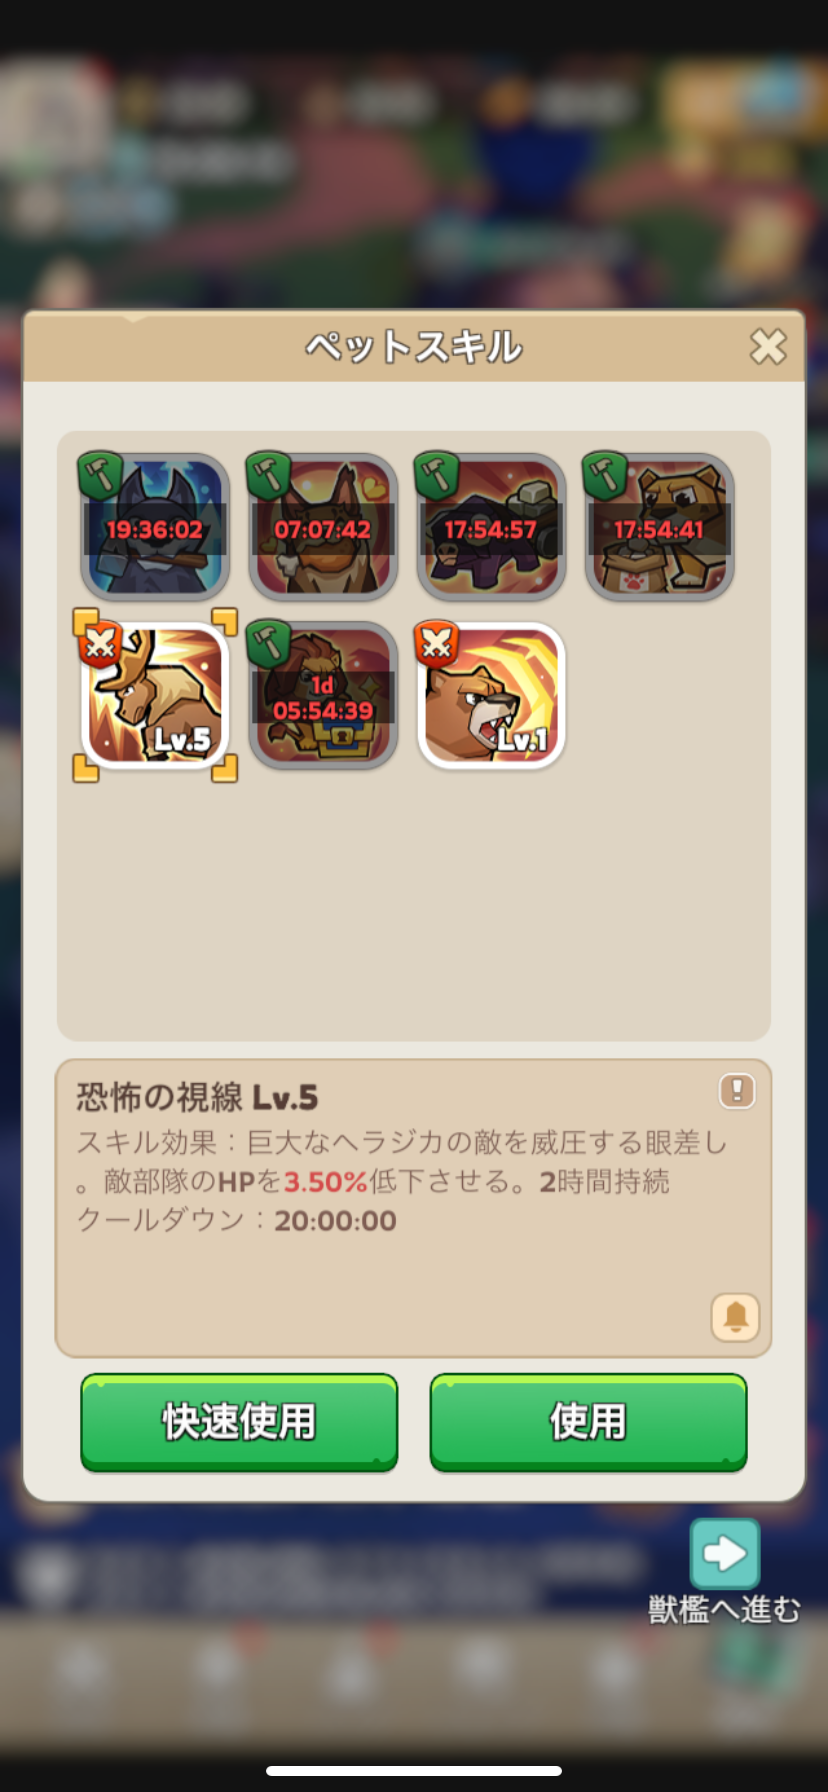 ペットスキル
19:36:02
07:07:42
17:54:57
17:54:41
Lv.5
1d
05:54:39
Lv.1
恐怖の視線 Lv.5
スキル効果：巨大なヘラジカの敵を威圧する眼差し
。敵部隊のHPを3.50%低下させる。2時間持続
クールダウン：20:00:00
快速使用
使用
獣檻へ進む